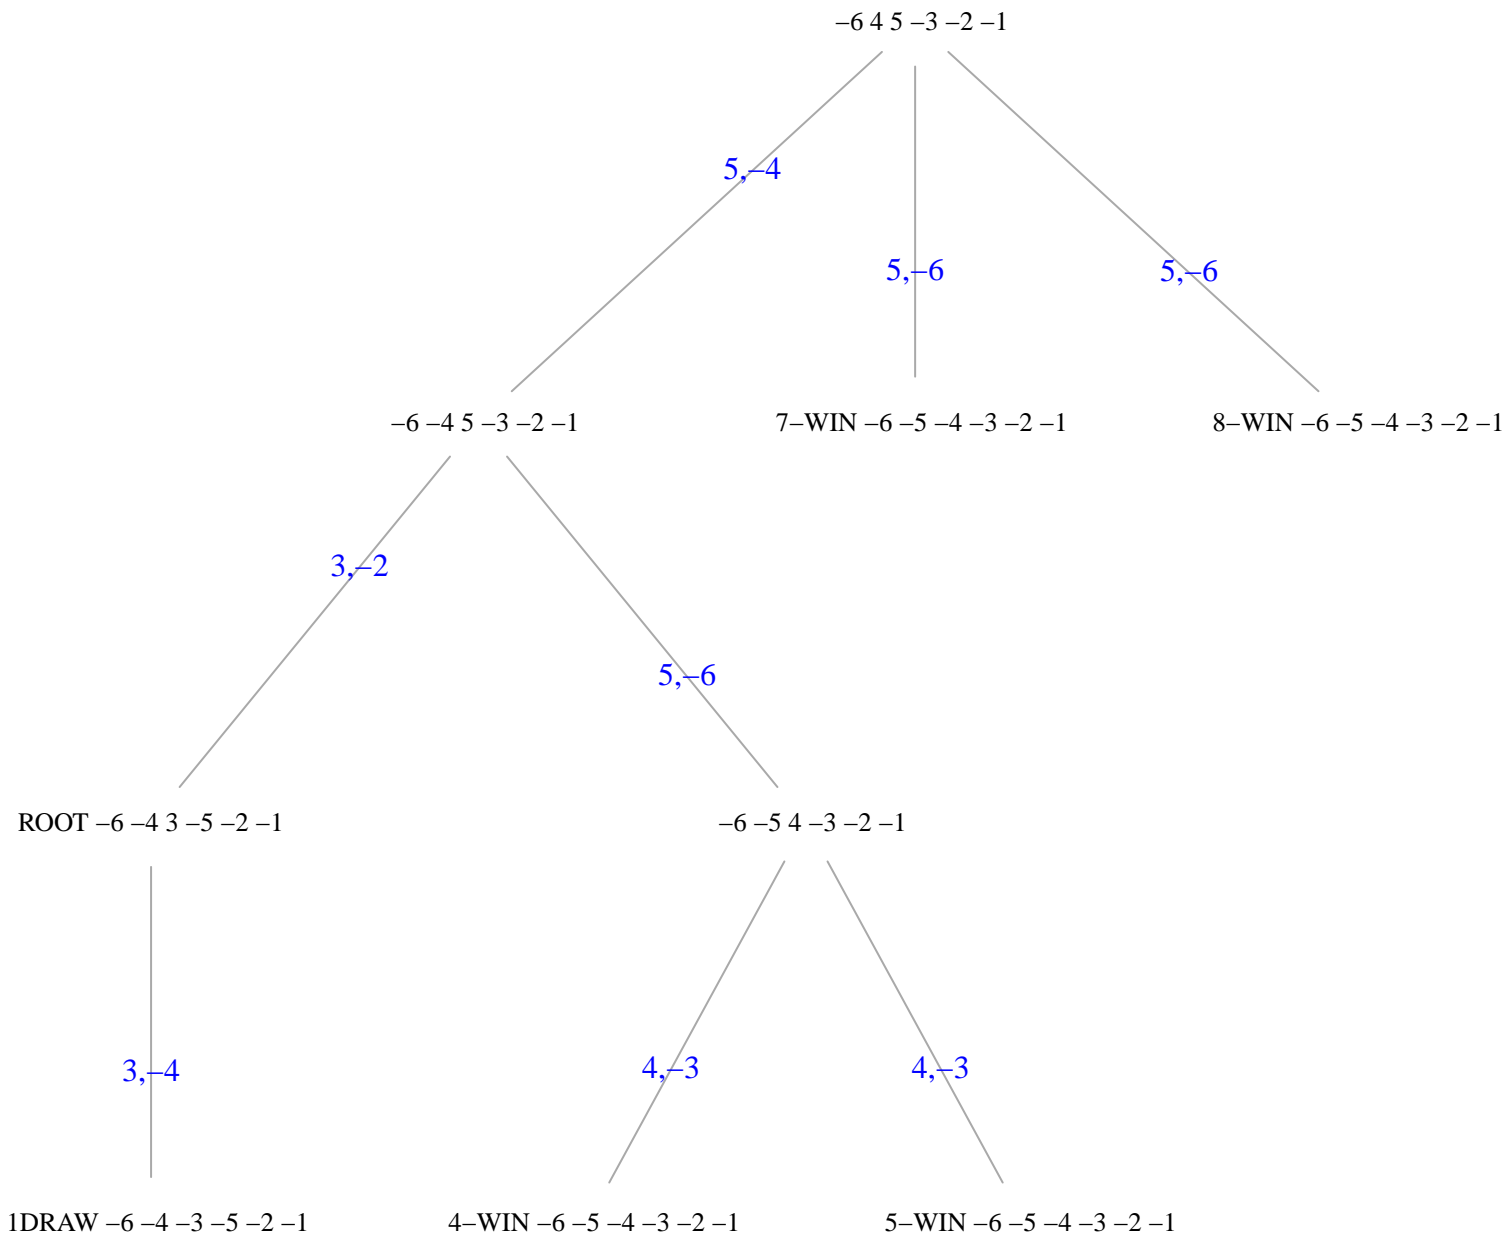 –6 4 5 –3 –2 –1
5,–4
5,–6
5,–6
–6 –4 5 –3 –2 –1
7–WIN –6 –5 –4 –3 –2 –1
8–WIN –6 –5 –4 –3 –2 –1
3,–2
5,–6
ROOT –6 –4 3 –5 –2 –1
–6 –5 4 –3 –2 –1
3,–4
4,–3
4,–3
1DRAW –6 –4 –3 –5 –2 –1
4–WIN –6 –5 –4 –3 –2 –1
5–WIN –6 –5 –4 –3 –2 –1